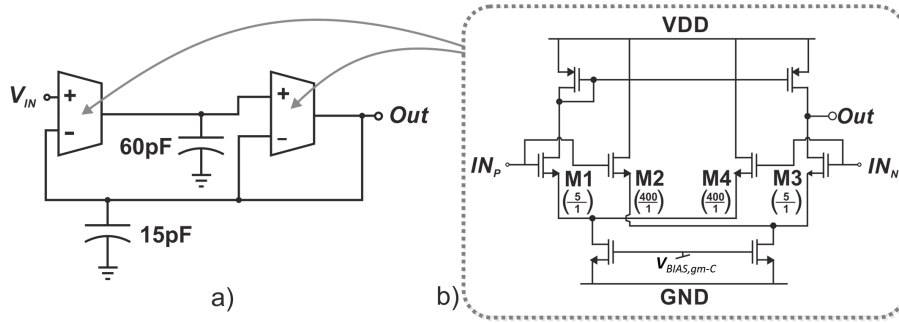 VDD
V_IN
+
-
60pF
+
-
Out
15pF
a)
b)
IN_P
M1
(5/1)
M2
(400/1)
M4
(400/1)
M3
(5/1)
Out
IN_N
V_BIAS,gm-C
GND